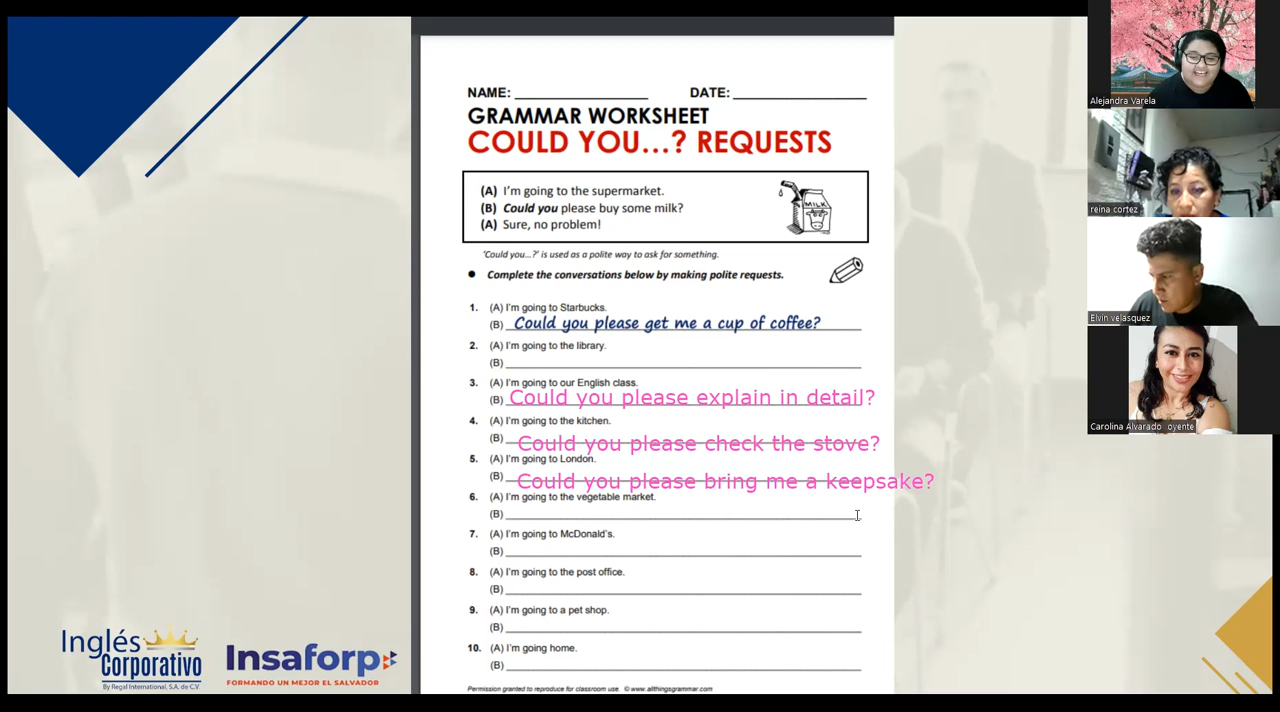 NAME: ____________________ DATE: ____________________
GRAMMAR WORKSHEET
COULD YOU...? REQUESTS
(A) I'm going to the supermarket.
(B) Could you please buy some milk?
(A) Sure, no problem!
MILK
'Could you...?' is used as a polite way to ask for something.
● Complete the conversations below by making polite requests.
1. (A) I'm going to Starbucks.
(B) Could you please get me a cup of coffee?
2. (A) I'm going to the library.
(B)
3. (A) I'm going to our English class.
(B) Could you please explain in detail?
4. (A) I'm going to the kitchen.
(B) Could you please check the stove?
5. (A) I'm going to London.
(B) Could you please bring me a keepsake?
6. (A) I'm going to the vegetable market.
(B)
7. (A) I'm going to McDonald's.
(B)
8. (A) I'm going to the post office.
(B)
9. (A) I'm going to a pet shop.
(B)
10. (A) I'm going home.
(B)
Permission granted to reproduce for classroom use. © www.allthingsgrammar.com
Inglés
Corporativo
By Regal International, S.A. de C.V.
Insaforp
FORMANDO UN MEJOR EL SALVADOR
Alejandra Varela
reina cortez
Elvin velasquez
Carolina Alvarado oyente